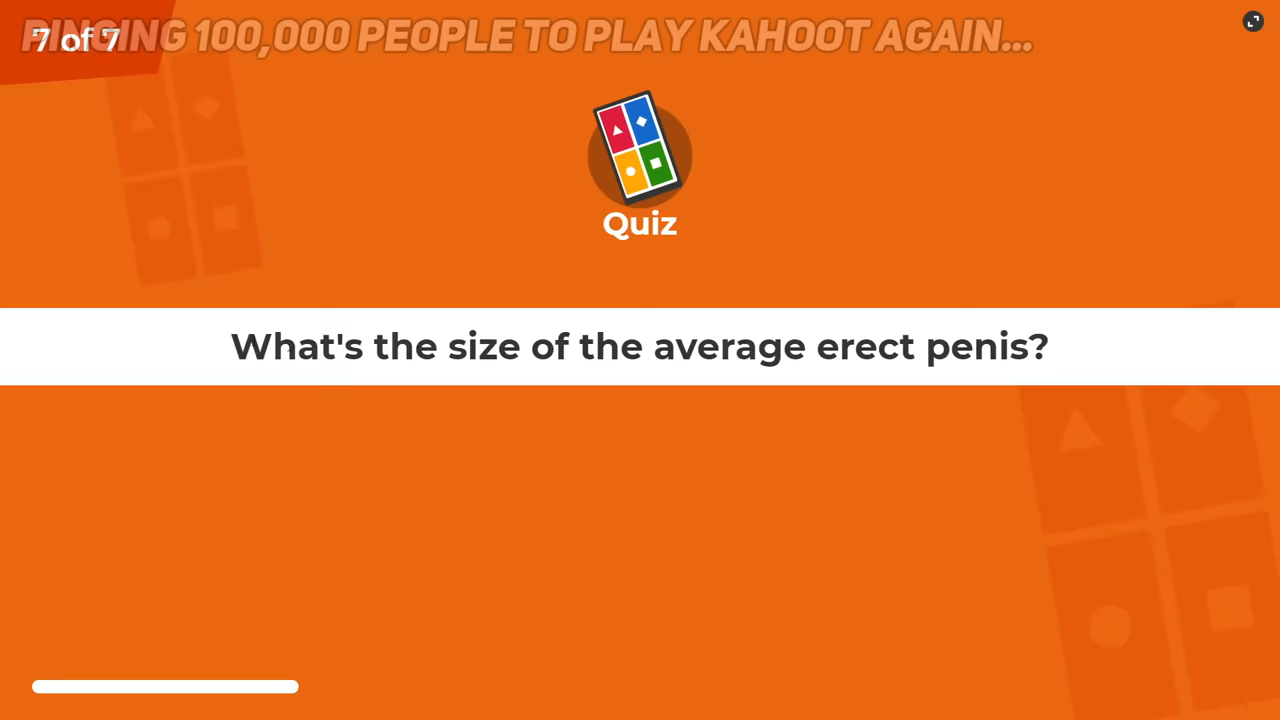 PINGING 100,000 PEOPLE TO PLAY KAHOOT AGAIN...
7 of 7
Quiz
What's the size of the average erect penis?